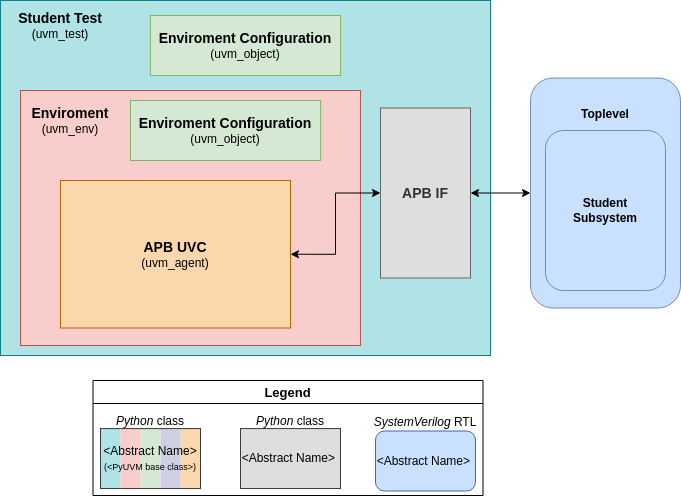 Student Test
(uvm_test)
Enviroment Configuration
(uvm_object)
Enviroment
(uvm_env)
Enviroment Configuration
(uvm_object)
APB UVC
(uvm_agent)
APB IF
Toplevel
Student
Subsystem
Legend
Python class
<Abstract Name>
(<PyUVM base class>)
Python class
<Abstract Name>
SystemVerilog RTL
<Abstract Name>